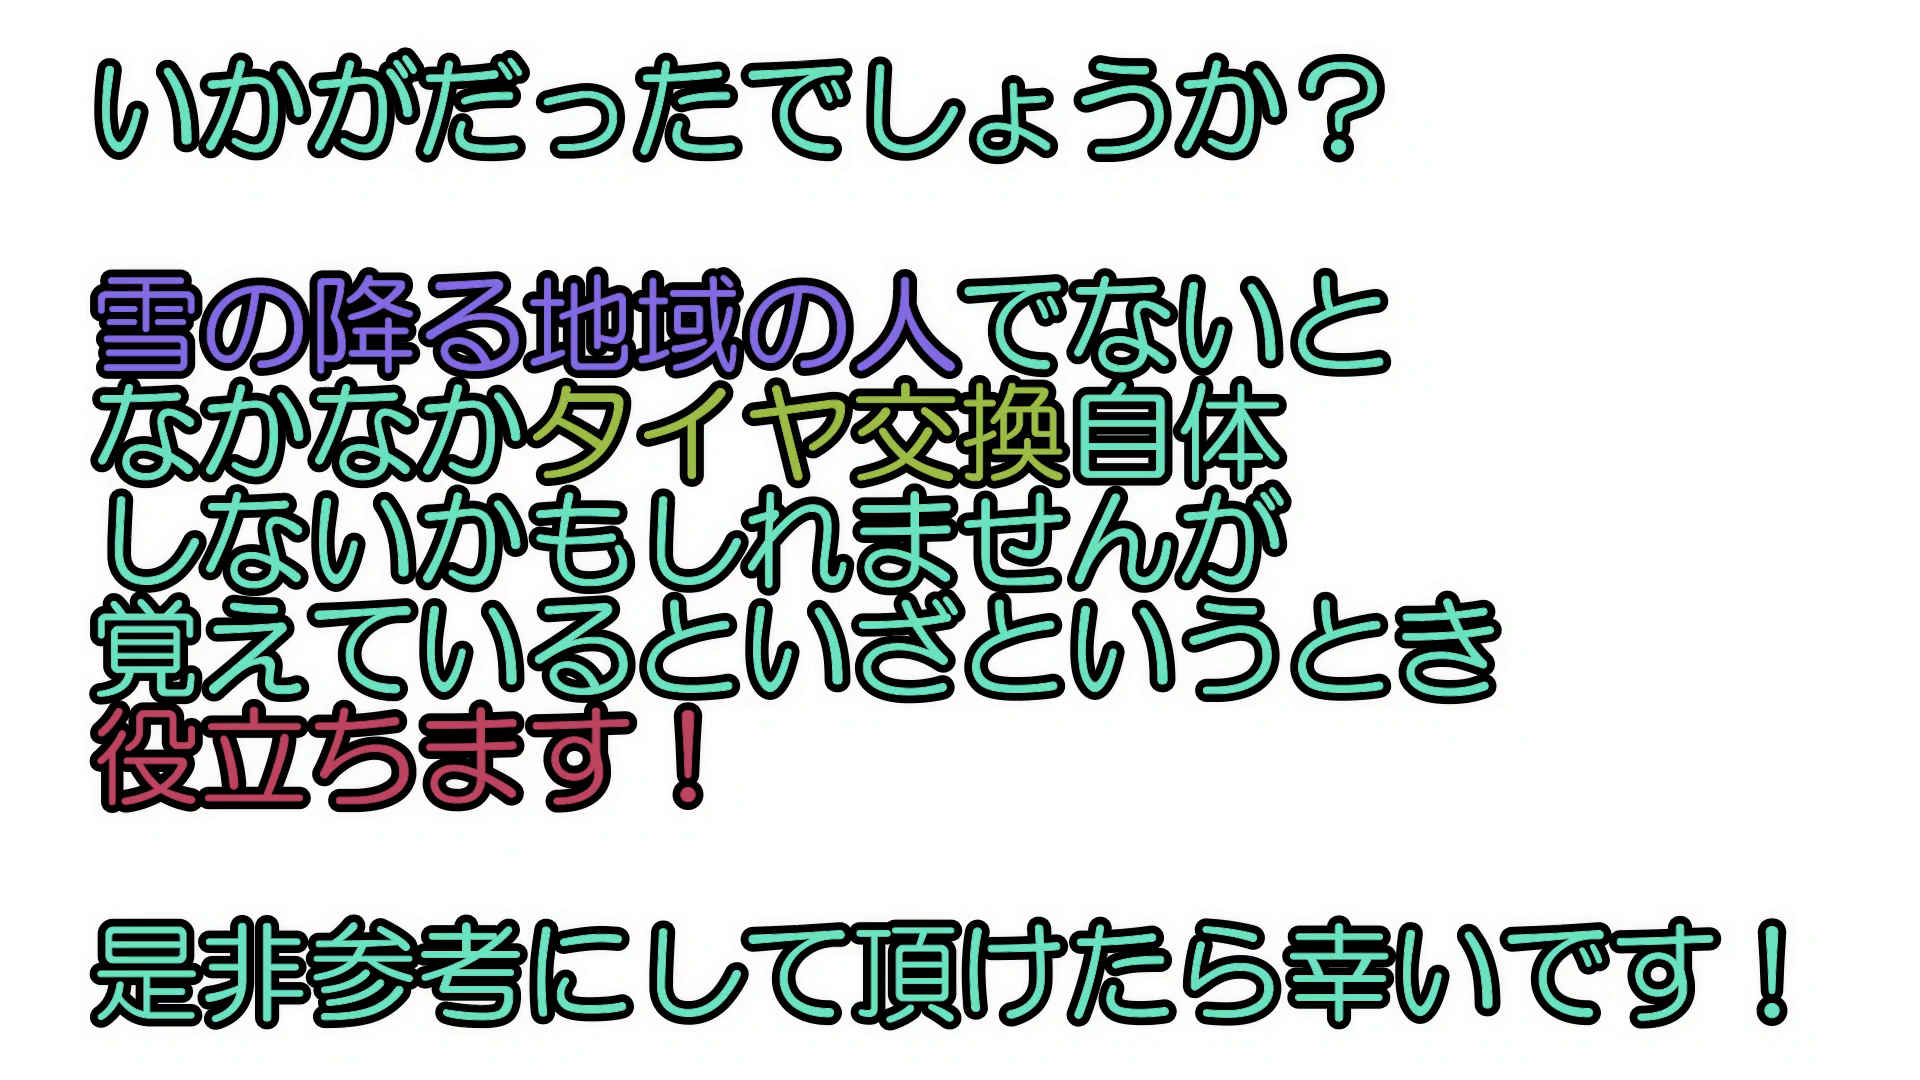 いかがだったでしょうか？
雪の降る地域の人でないと
なかなかタイヤ交換自体
しないかもしれませんが
覚えているといざというとき
役立ちます！
是非参考にして頂けたら幸いです！